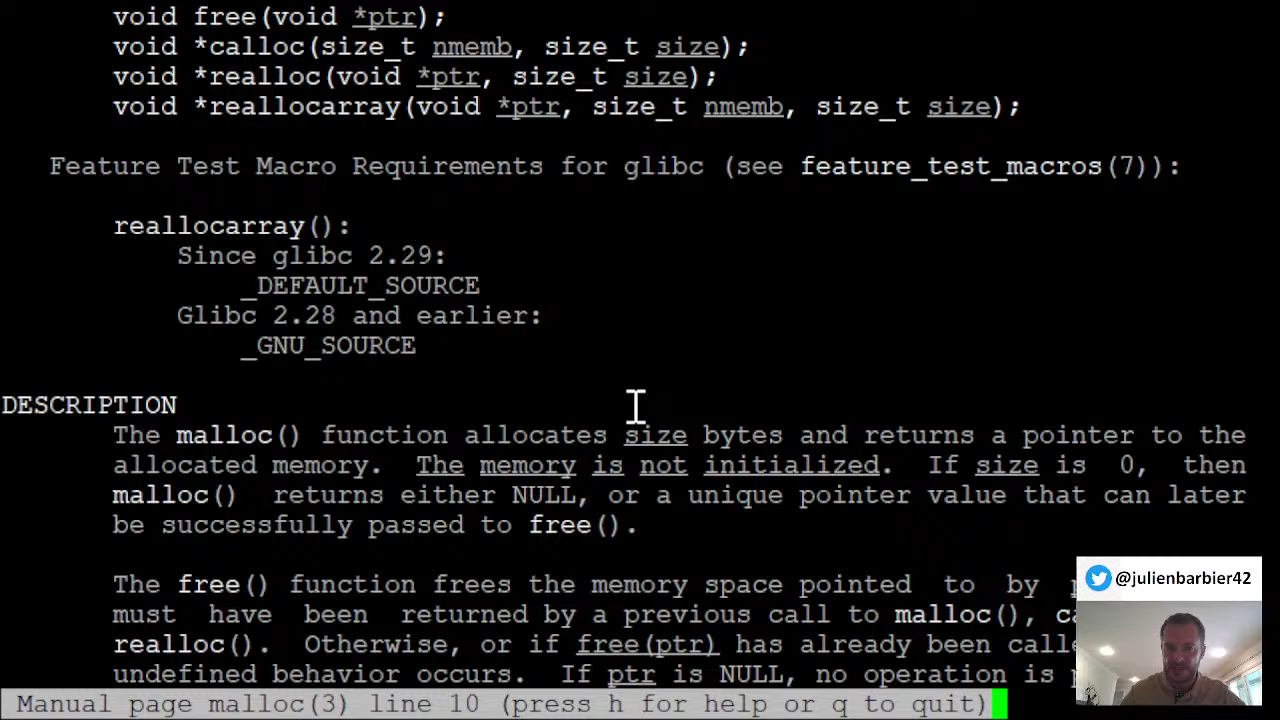 void free(void *ptr);
void *calloc(size_t nmemb, size_t size);
void *realloc(void *ptr, size_t size);
void *reallocarray(void *ptr, size_t nmemb, size_t size);
Feature Test Macro Requirements for glibc (see feature_test_macros(7)):
reallocarray():
Since glibc 2.29:
_DEFAULT_SOURCE
Glibc 2.28 and earlier:
_GNU_SOURCE
DESCRIPTION
The malloc() function allocates size bytes and returns a pointer to the
allocated memory. The memory is not initialized. If size is 0, then
malloc() returns either NULL, or a unique pointer value that can later
be successfully passed to free().
The free() function frees the memory space pointed to by
must have been returned by a previous call to malloc(),
realloc(). Otherwise, or if free(ptr) has already been
undefined behavior occurs. If ptr is NULL, no operation is
Manual page malloc(3) line 10 (press h for help or q to quit)
@julienbarbier42